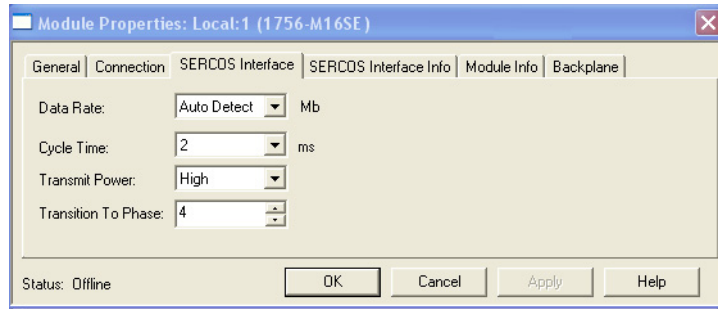 Module Properties: Local:1 (1756-M16SE)
General Connection SERCOS Interface SERCOS Interface Info Module Info Backplane
Data Rate: Auto Detect Mb
Cycle Time: 2 ms
Transmit Power: High
Transition To Phase: 4
Status: Offline OK Cancel Apply Help